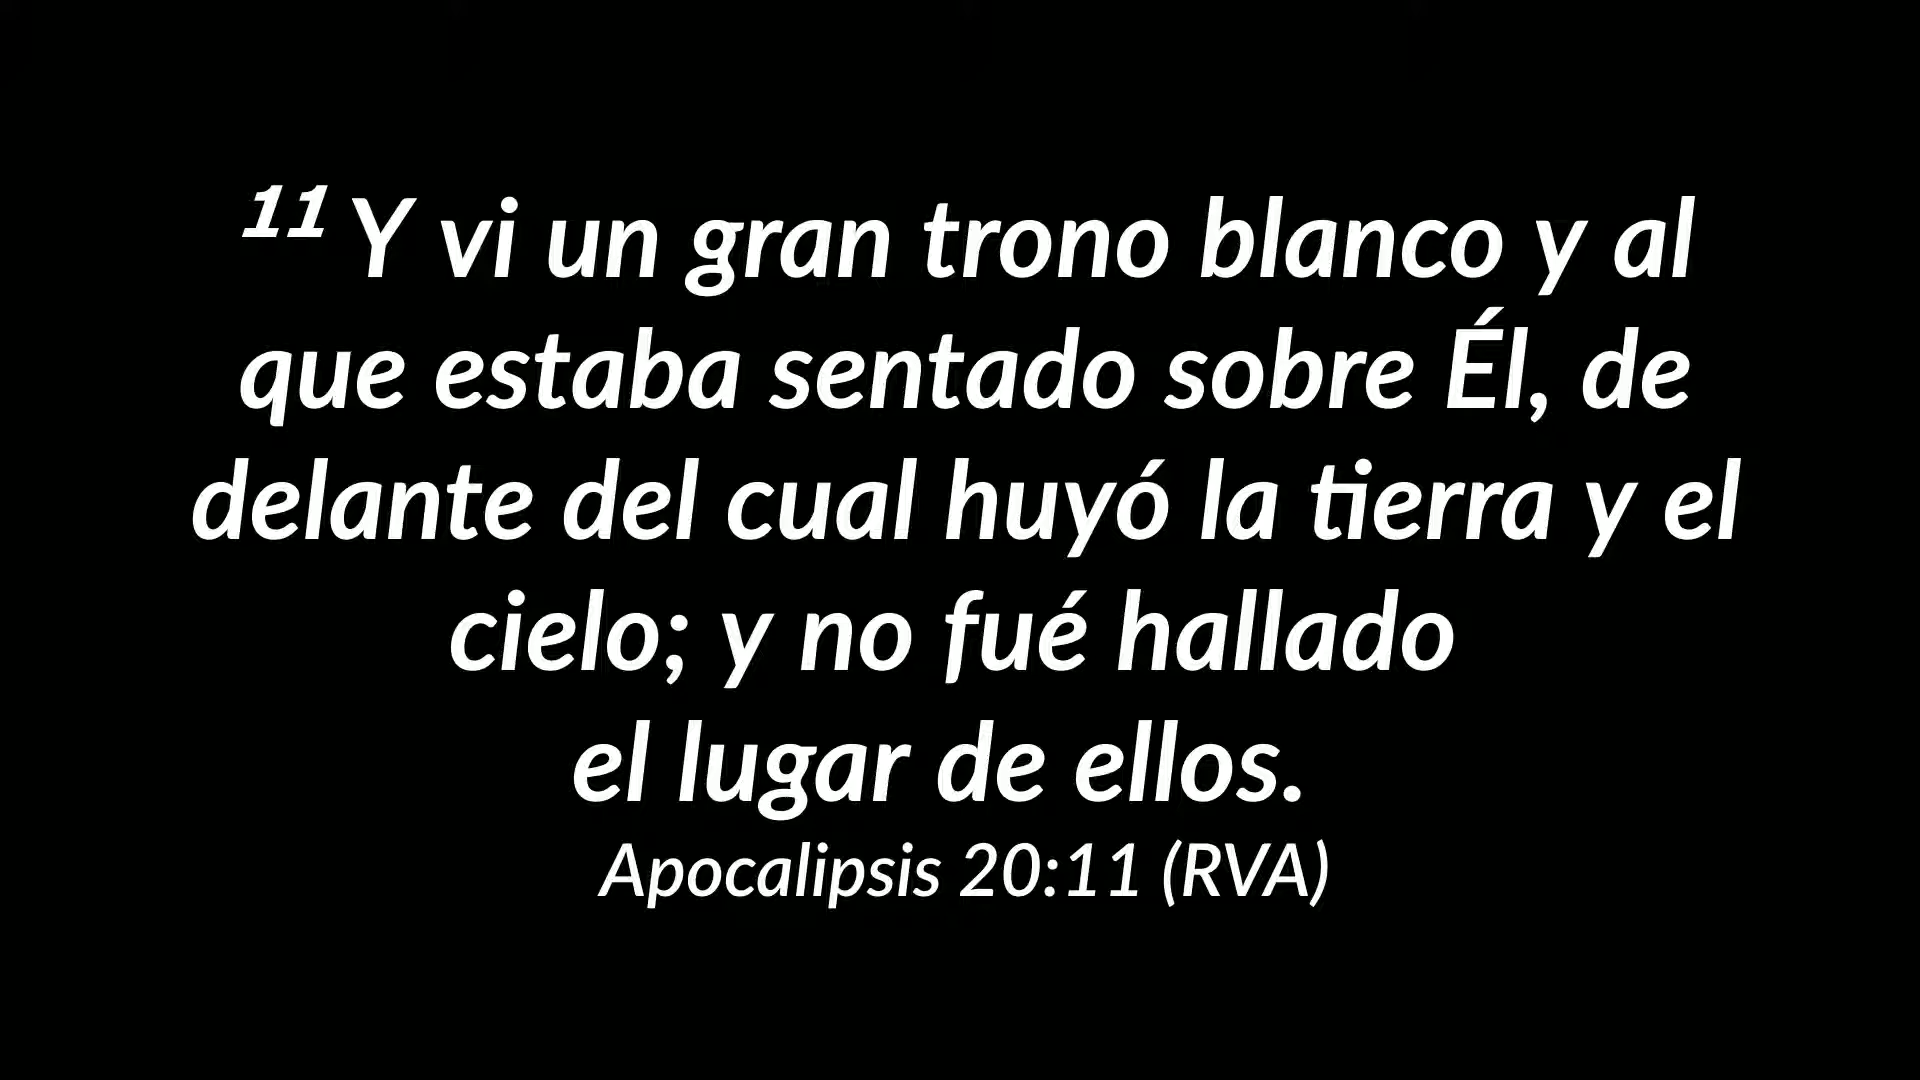 ¹¹ Y vi un gran trono blanco y al
que estaba sentado sobre Él, de
delante del cual huyó la tierra y el
cielo; y no fué hallado
el lugar de ellos.
Apocalipsis 20:11 (RVA)